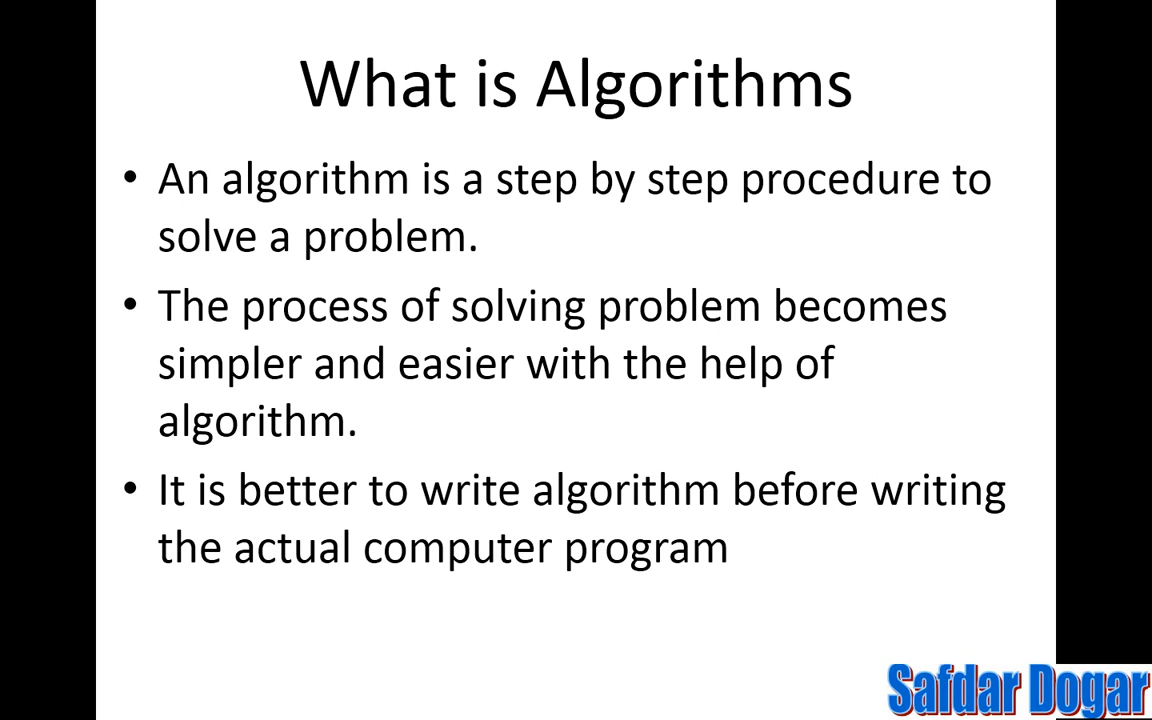 What is Algorithms
• An algorithm is a step by step procedure to
solve a problem.
• The process of solving problem becomes
simpler and easier with the help of
algorithm.
• It is better to write algorithm before writing
the actual computer program
Safdar Dogar